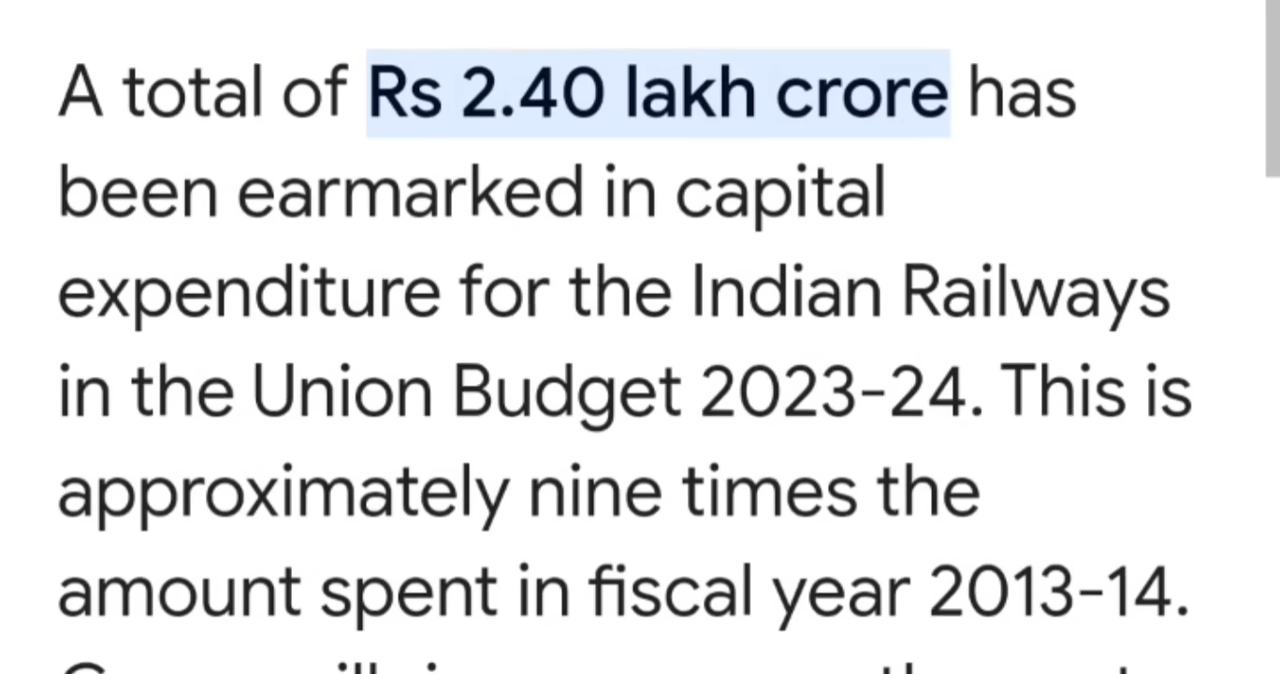 A total of Rs 2.40 lakh crore has
been earmarked in capital
expenditure for the Indian Railways
in the Union Budget 2023-24. This is
approximately nine times the
amount spent in fiscal year 2013-14.